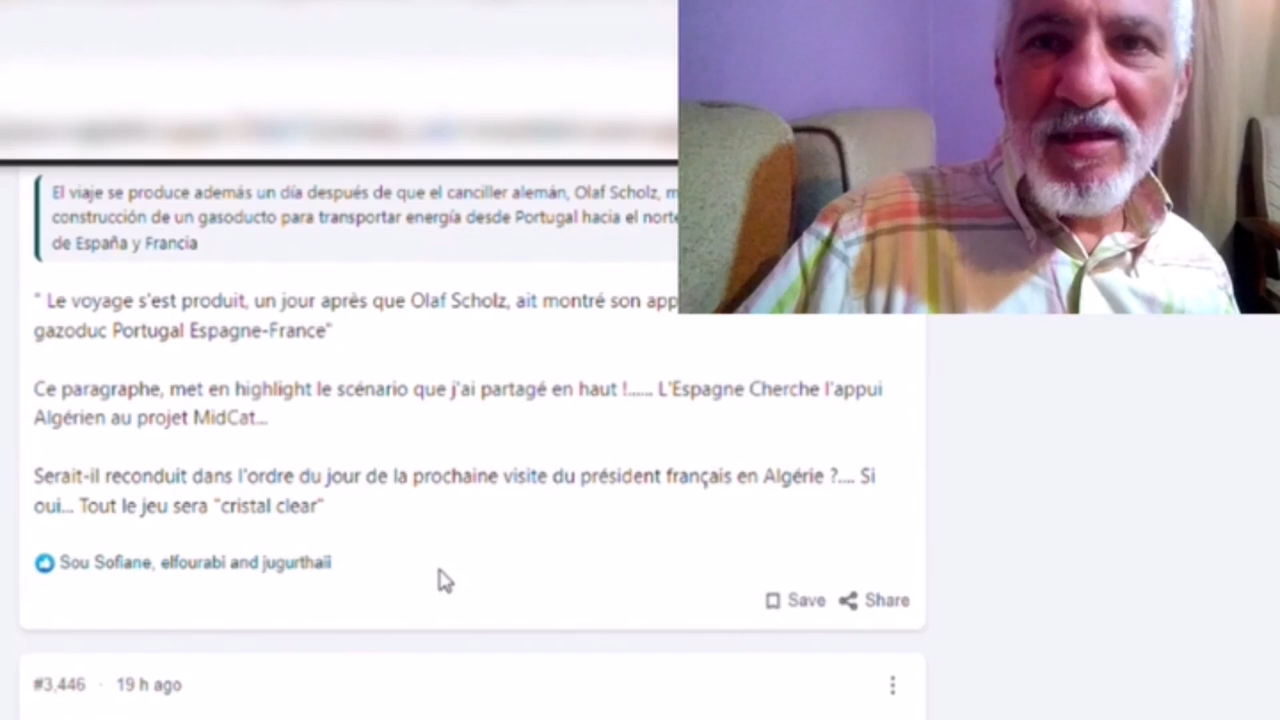 El viaje se produce además un día después de que el canciller alemán, Olaf Scholz,
construcción de un gasoducto para transportar energía desde Portugal hacia el norte
de España y Francia
" Le voyage s'est produit, un jour après que Olaf Scholz, ait montré son
gazoduc Portugal Espagne-France"
Ce paragraphe, met en highlight le scénario que j'ai partagé en haut !...... L'Espagne Cherche l'appui
Algérien au projet MidCat...
Serait-il reconduit dans l'ordre du jour de la prochaine visite du président français en Algérie ?.... Si
oui... Tout le jeu sera "cristal clear"
Sou Sofiane, elfourabi and jugurthaii
Save Share
#3,446 · 19 h ago